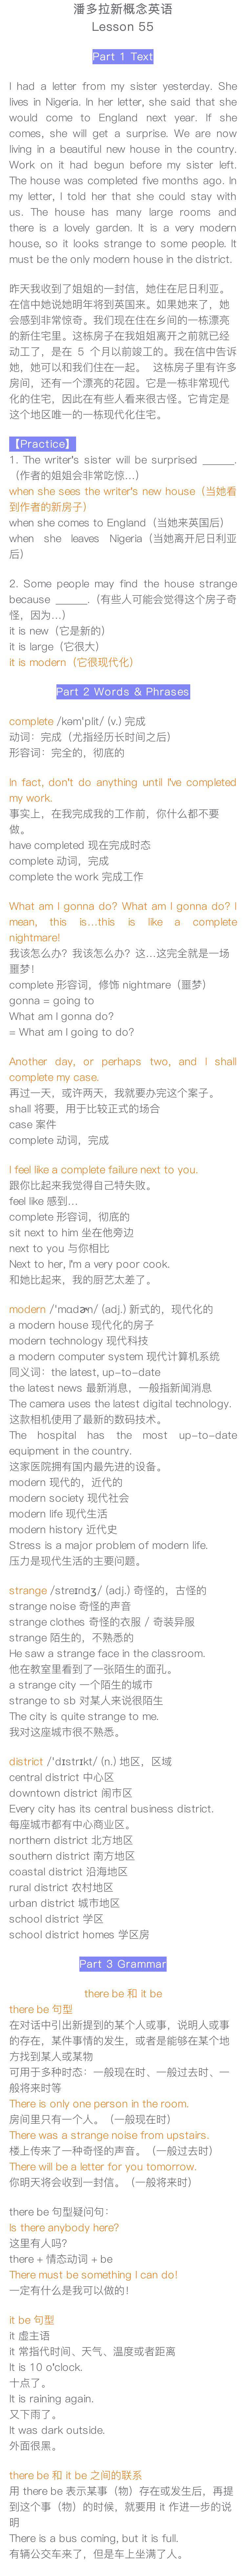 潘多拉新概念英语
Lesson 55
Part 1 Text
I had a letter from my sister yesterday. She
lives in Nigeria. In her letter, she said that she
would come to England next year. If she
comes, she will get a surprise. We are now
living in a beautiful new house in the country.
Work on it had begun before my sister left.
The house was completed five months ago. In
my letter, I told her that she could stay with
us. The house has many large rooms and
there is a lovely garden. It is a very modern
house, so it looks strange to some people. It
must be the only modern house in the district.
昨天我收到了姐姐的一封信，她住在尼日利亚。
在信中她说她明年将到英国来。如果她来了，她
会感到非常惊奇。我们现在住在乡间的一栋漂亮
的新住宅里。这栋房子在我姐姐离开之前就已经
动工了，是在 5 个月以前竣工的。我在信中告诉
她，她可以和我们住在一起。 这栋房子里有许多
房间，还有一个漂亮的花园。它是一栋非常现代
化的住宅，因此在有些人看来很古怪。它肯定是
这个地区唯一的一栋现代化住宅。
【Practice】
1. The writer's sister will be surprised ______.
（作者的姐姐会非常吃惊…）
when she sees the writer's new house（当她看
到作者的新房子）
when she comes to England（当她来英国后）
when she leaves Nigeria（当她离开尼日利亚
后）
2. Some people may find the house strange
because ______.（有些人可能会觉得这个房子奇
怪，因为…）
it is new（它是新的）
it is large（它很大）
it is modern（它很现代化）
Part 2 Words & Phrases
complete /kəmˈplit/ (v.) 完成
动词：完成（尤指经历长时间之后）
形容词：完全的，彻底的
In fact, don't do anything until I've completed
my work.
事实上，在我完成我的工作前，你什么都不要
做。
have completed 现在完成时态
complete 动词，完成
complete the work 完成工作
What am I gonna do? What am I gonna do? I
mean, this is...this is like a complete
nightmare!
我该怎么办？我该怎么办？这…这完全就是一场
噩梦！
complete 形容词，修饰 nightmare（噩梦）
gonna = going to
What am I gonna do?
= What am I going to do?
Another day, or perhaps two, and I shall
complete my case.
再过一天，或许两天，我就要办完这个案子。
shall 将要，用于比较正式的场合
case 案件
complete 动词，完成
I feel like a complete failure next to you.
跟你比起来我觉得自己特失败。
feel like 感到…
complete 形容词，彻底的
sit next to him 坐在他旁边
next to you 与你相比
Next to her, I'm a very poor cook.
和她比起来，我的厨艺太差了。
modern /ˈmɑdɚn/ (adj.) 新式的，现代化的
a modern house 现代化的房子
modern technology 现代科技
a modern computer system 现代计算机系统
同义词：the latest, up-to-date
the latest news 最新消息，一般指新闻消息
The camera uses the latest digital technology.
这款相机使用了最新的数码技术。
The hospital has the most up-to-date
equipment in the country.
这家医院拥有国内最先进的设备。
modern 现代的，近代的
modern society 现代社会
modern life 现代生活
modern history 近代史
Stress is a major problem of modern life.
压力是现代生活的主要问题。
strange /streɪndʒ/ (adj.) 奇怪的，古怪的
strange noise 奇怪的声音
strange clothes 奇怪的衣服 / 奇装异服
strange 陌生的，不熟悉的
He saw a strange face in the classroom.
他在教室里看到了一张陌生的面孔。
a strange city 一个陌生的城市
strange to sb 对某人来说很陌生
The city is quite strange to me.
我对这座城市很不熟悉。
district /ˈdɪstrɪkt/ (n.) 地区，区域
central district 中心区
downtown district 闹市区
Every city has its central business district.
每座城市都有中心商业区。
northern district 北方地区
southern district 南方地区
coastal district 沿海地区
rural district 农村地区
urban district 城市地区
school district 学区
school district homes 学区房
Part 3 Grammar
there be 和 it be
there be 句型
在对话中引出新提到的某个人或事，说明人或事
的存在，某件事情的发生，或者是能够在某个地
方找到某人或某物
可用于多种时态：一般现在时、一般过去时、一
般将来时等
There is only one person in the room.
房间里只有一个人。（一般现在时）
There was a strange noise from upstairs.
楼上传来了一种奇怪的声音。（一般过去时）
There will be a letter for you tomorrow.
你明天将会收到一封信。（一般将来时）
there be 句型疑问句：
Is there anybody here?
这里有人吗？
there + 情态动词 + be
There must be something I can do!
一定有什么是我可以做的！
it be 句型
it 虚主语
it 常指代时间、天气、温度或者距离
It is 10 o'clock.
十点了。
It is raining again.
又下雨了。
It was dark outside.
外面很黑。
there be 和 it be 之间的联系
用 there be 表示某事（物）存在或发生后，再提
到这个事（物）的时候，就要用 it 作进一步的说
明
There is a bus coming, but it is full.
有辆公交车来了，但是车上坐满了人。